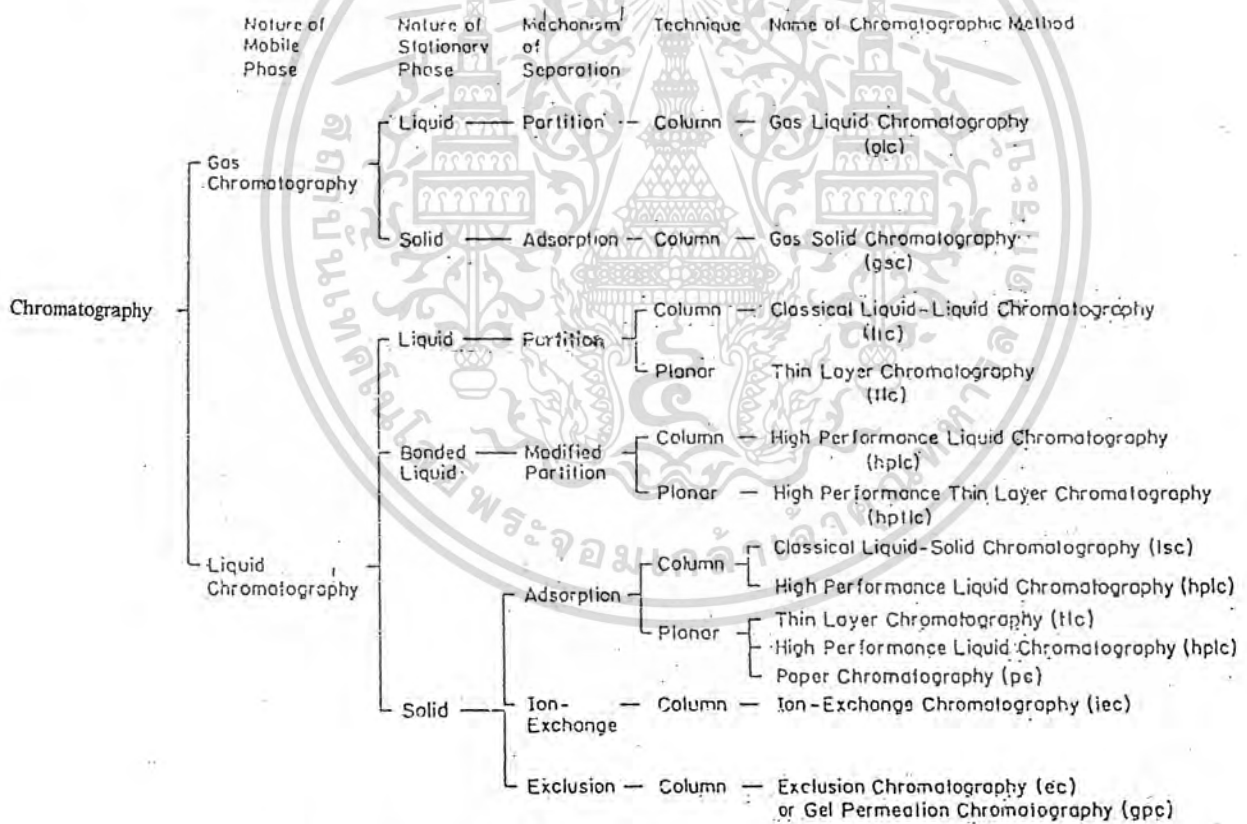 Nature of Mobile Phase
Nature of Stationary Phase
Mechanism of Separation
Technique
Name of Chromatographic Method
Chromatography
Gas Chromatography
Liquid — Partition — Column — Gas Liquid Chromatography (glc)
Solid — Adsorption — Column — Gas Solid Chromatography (gsc)
Liquid Chromatography
Liquid — Partition
Column — Classical Liquid-Liquid Chromatography (llc)
Planar Thin Layer Chromatography (tlc)
Bonded Liquid — Modified Partition
Column — High Performance Liquid Chromatography (hplc)
Planar — High Performance Thin Layer Chromatography (hptlc)
Solid
Adsorption
Column
Classical Liquid-Solid Chromatography (lsc)
High Performance Liquid Chromatography (hplc)
Planar
Thin Layer Chromatography (tlc)
High Performance Liquid Chromatography (hplc)
Paper Chromatography (pc)
Ion-Exchange — Column — Ion-Exchange Chromatography (iec)
Exclusion — Column — Exclusion Chromatography (ec)
or Gel Permeation Chromatography (gpc)